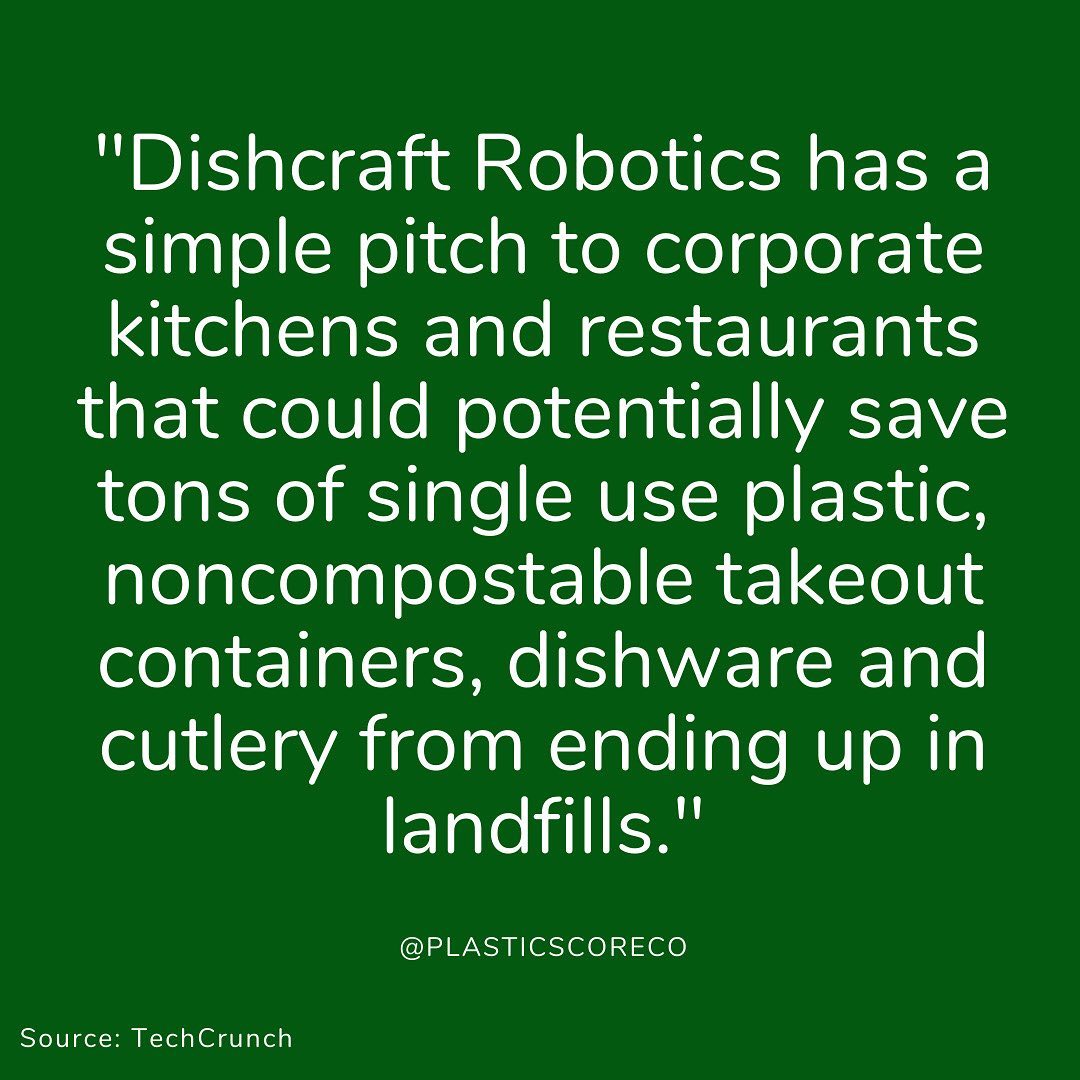 "Dishcraft Robotics has a
simple pitch to corporate
kitchens and restaurants
that could potentially save
tons of single use plastic,
noncompostable takeout
containers, dishware and
cutlery from ending up in
landfills."
@PLASTICSCORECO
Source: TechCrunch